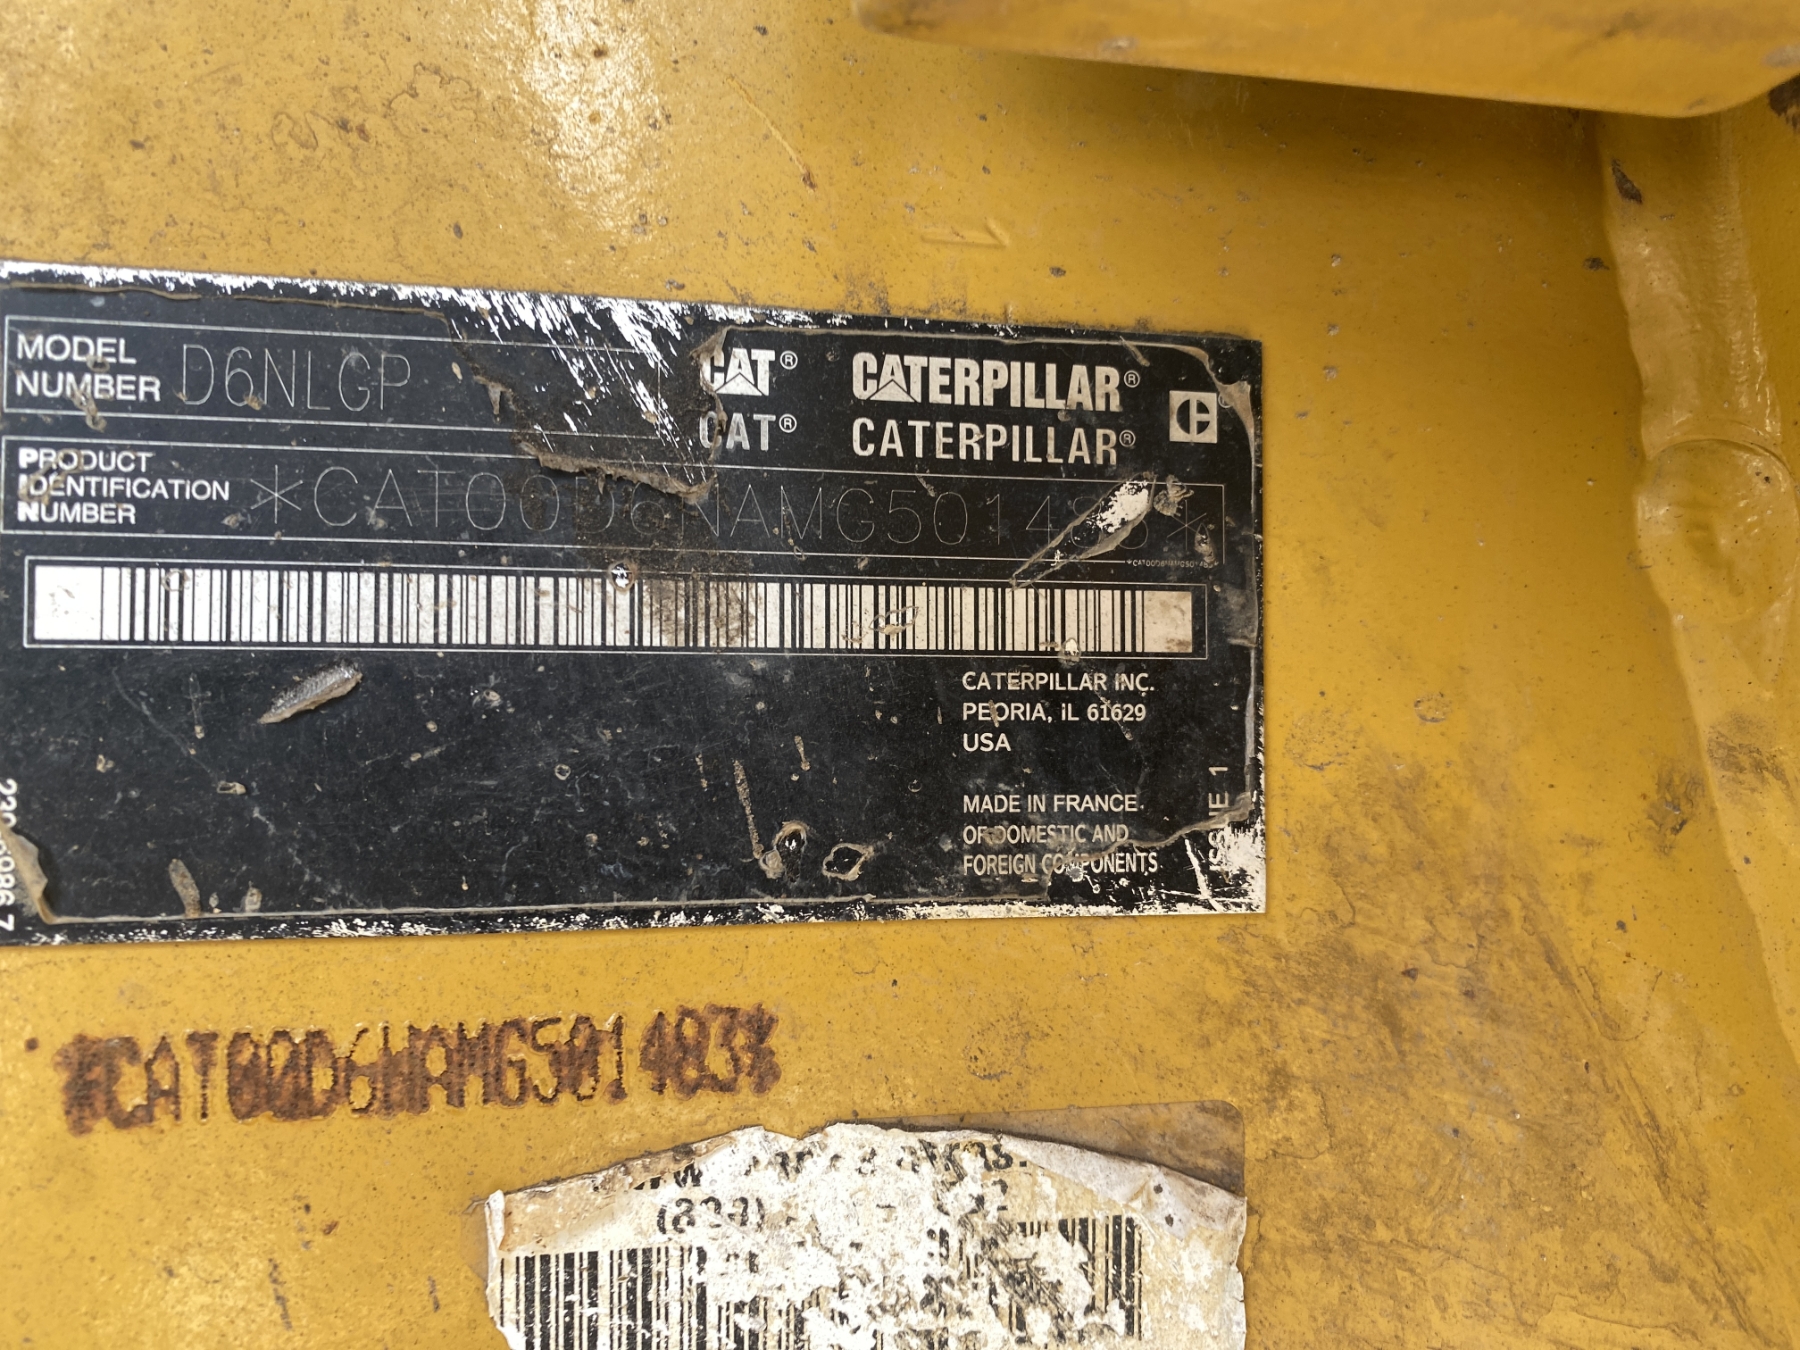 MODEL
NUMBER
D6NLGP
CAT® CATERPILLAR®
CAT® CATERPILLAR®
PRODUCT
IDENTIFICATION
NUMBER
*CAT00D6NAMG501483*
CATERPILLAR INC.
PEORIA, IL 61629
USA
MADE IN FRANCE
OF DOMESTIC AND
FOREIGN COMPONENTS
ISSUE 1
*CAT00D6NAMG501483*